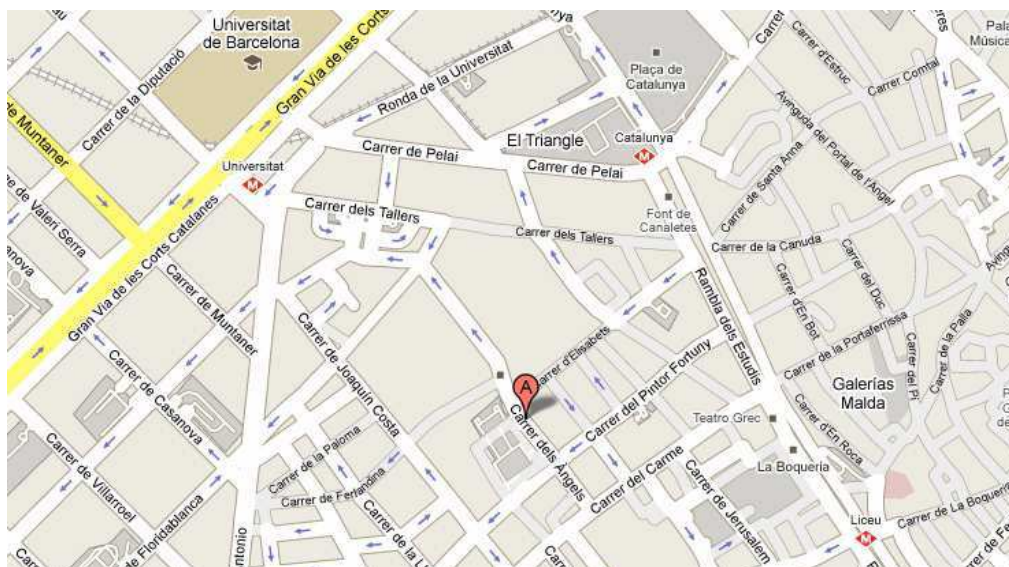 Universitat
de Barcelona
Carrer de la Diputació
Gran Vía de les Corts Catalanes
Ronda de la Universitat
Catalunya
Plaça de
Catalunya
Carrer d'Estruc
Carrer Comtal
de Muntaner
El Triangle
Catalunya
M
Avinguda del Portal de l'Àngel
Universitat
M
Carrer de Pelai
Carrer de Pelai
Carrer de Santa Anna
Carrer dels Tallers
Carrer dels Tallers
Font de
Canaletes
Carrer de la Canuda
de Valeri Serra
Casanova
Gran Vía de les Corts Catalanes
Carrer de Muntaner
Rambla dels Estudis
Carrer d'En Bot
Carrer del Duc
Carrer de la Portaferrissa
Carrer de la Palla
Carrer del Pi
Carrer de Joaquín Costa
Carrer d'Elisabets
Carrer de Casanova
A
Carrer del Pintor Fortuny
Galerías
Malda
Teatro Grec
Carrer dels Àngels
Carrer d'En Roca
Carrer de la Paloma
Carrer de Ferlandina
Carrer del Carme
La Boquería
Carrer de Villarroel
de Floridablanca
Carrer de Jerusalem
Liceu
M
Carrer de La Boqueria
Carrer de la